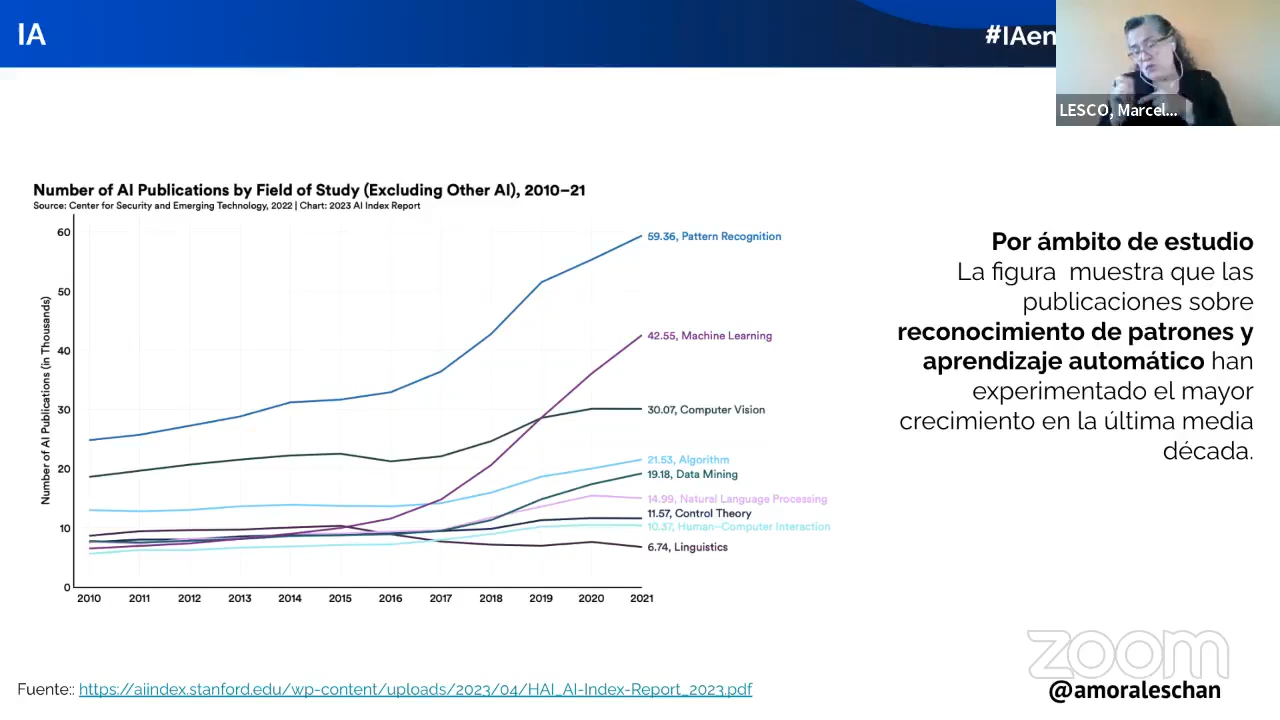 IA
#IAen
LESCO, Marcel...
Number of AI Publications by Field of Study (Excluding Other AI), 2010–21
Source: Center for Security and Emerging Technology, 2022 | Chart: 2023 AI Index Report
Number of AI Publications (in Thousands)
60
50
40
30
20
10
0
2010 2011 2012 2013 2014 2015 2016 2017 2018 2019 2020 2021
59.36, Pattern Recognition
42.55, Machine Learning
30.07, Computer Vision
21.53, Algorithm
19.18, Data Mining
14.99, Natural Language Processing
11.57, Control Theory
10.37, Human–Computer Interaction
6.74, Linguistics
Por ámbito de estudio
La figura muestra que las
publicaciones sobre
reconocimiento de patrones y
aprendizaje automático han
experimentado el mayor
crecimiento en la última media
década.
zoom
@amoraleschan
Fuente:: https://aiindex.stanford.edu/wp-content/uploads/2023/04/HAI_AI-Index-Report_2023.pdf